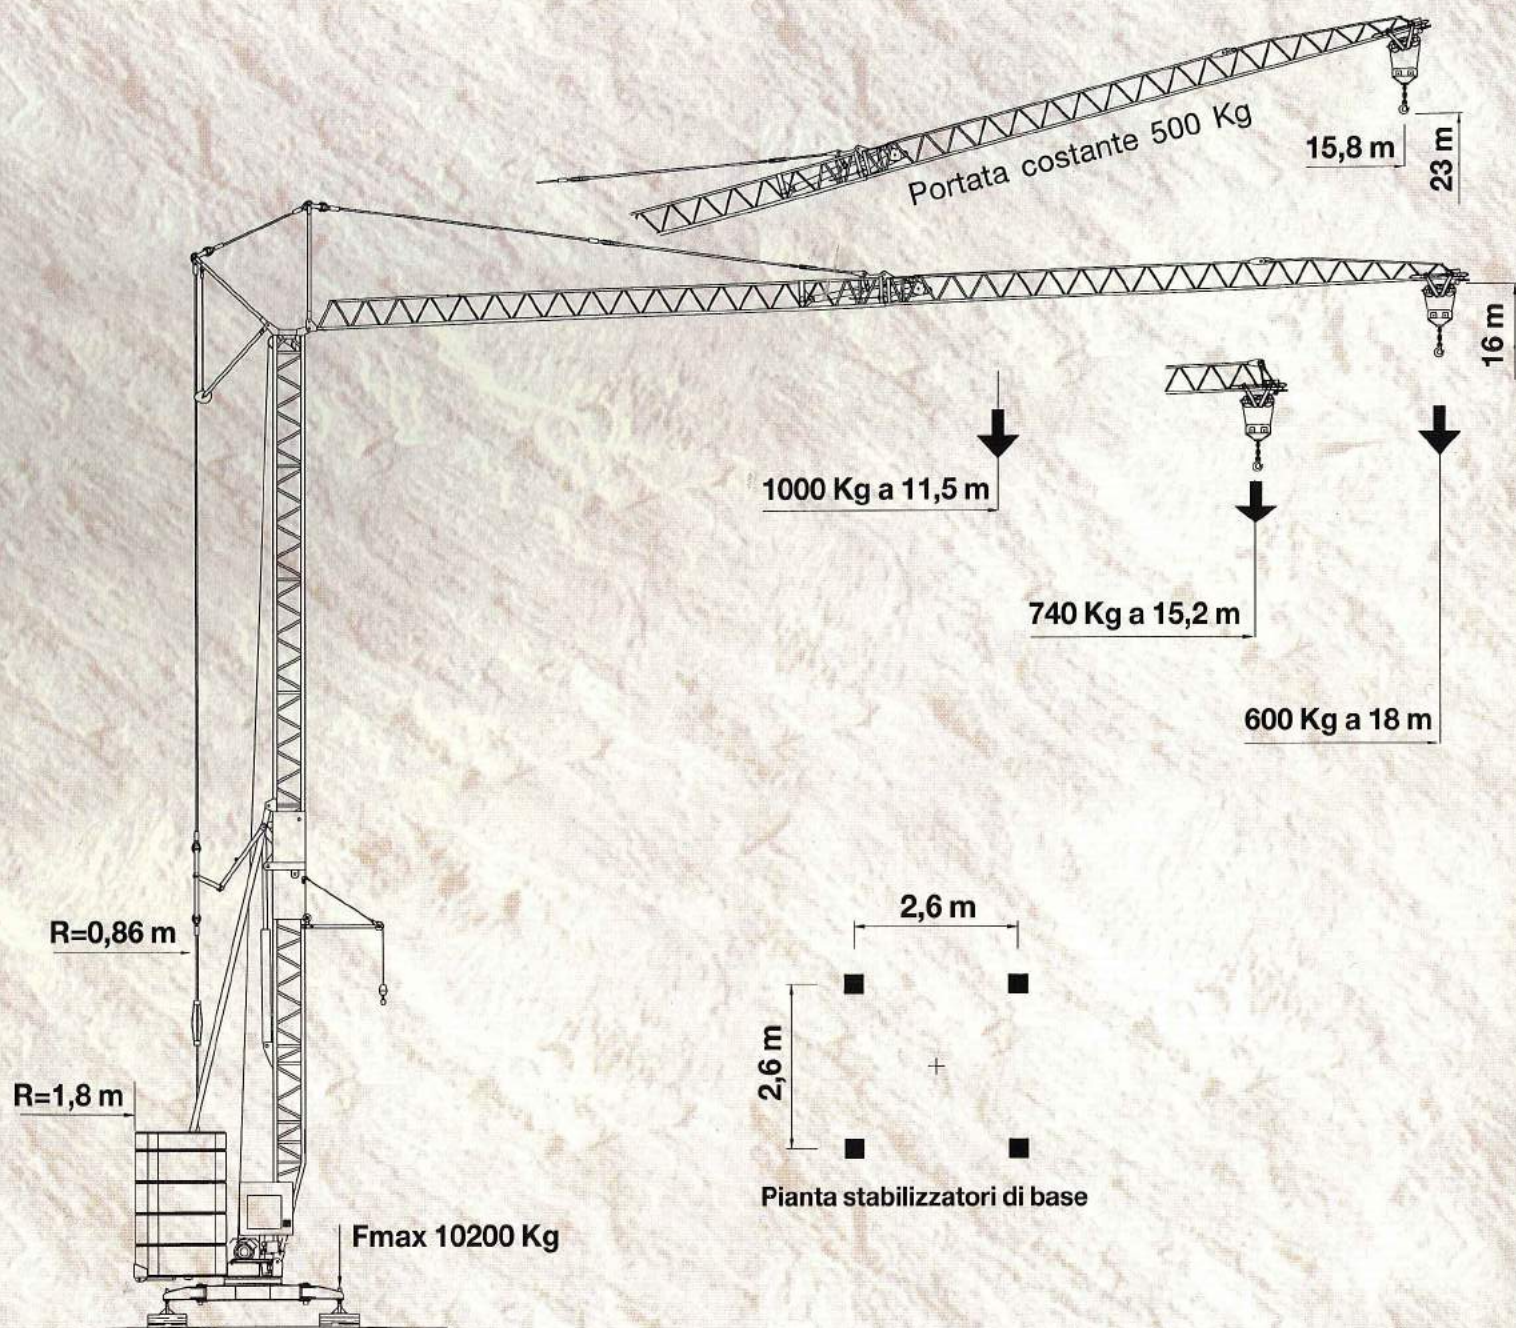 Portata costante 500 Kg
15,8 m
23 m
16 m
1000 Kg a 11,5 m
740 Kg a 15,2 m
600 Kg a 18 m
2,6 m
R=0,86 m
2,6 m
R=1,8 m
Pianta stabilizzatori di base
Fmax 10200 Kg